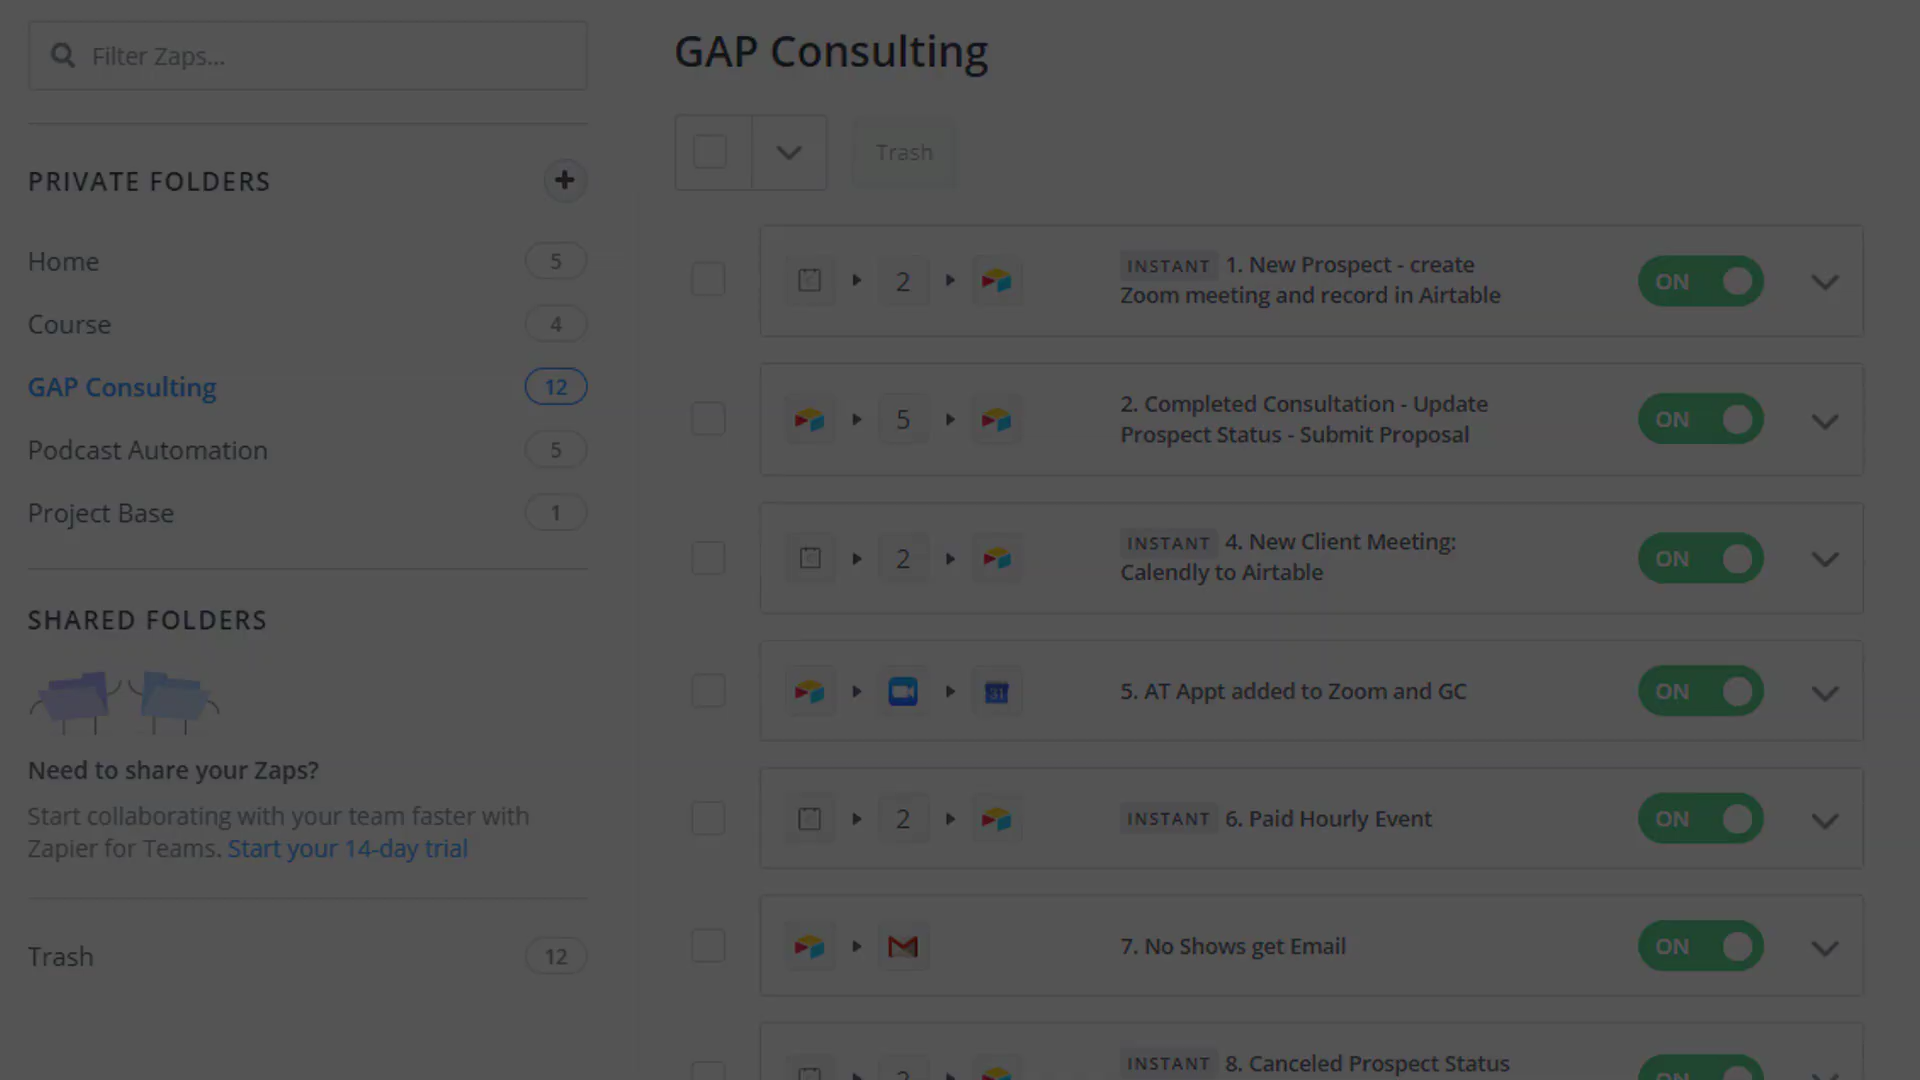 Filter Zaps...
PRIVATE FOLDERS
Home 5
Course 4
GAP Consulting 12
Podcast Automation 5
Project Base 1
SHARED FOLDERS
Need to share your Zaps?
Start collaborating with your team faster with
Zapier for Teams. Start your 14-day trial
Trash 12
GAP Consulting
Trash
2
INSTANT 1. New Prospect - create
Zoom meeting and record in Airtable
ON
5
2. Completed Consultation - Update
Prospect Status - Submit Proposal
ON
2
INSTANT 4. New Client Meeting:
Calendly to Airtable
ON
31
5. AT Appt added to Zoom and GC
ON
2
INSTANT 6. Paid Hourly Event
ON
7. No Shows get Email
ON
2
INSTANT 8. Canceled Prospect Status
ON